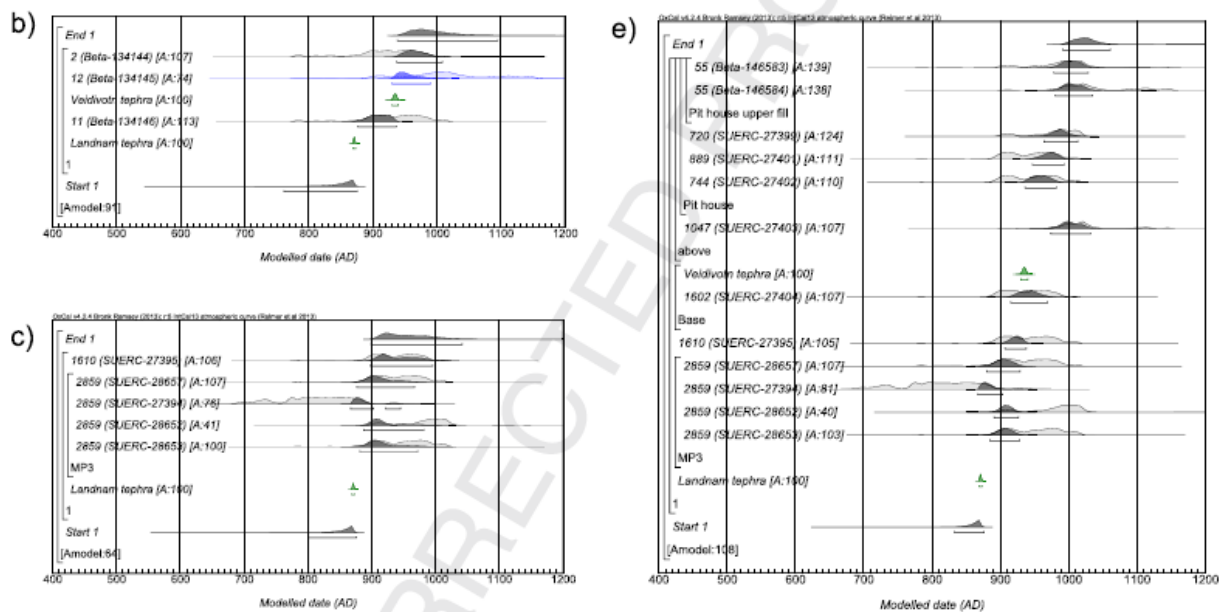 b)
End 1
2 (Beta-134144) [A:107]
12 (Beta-134145) [A:74]
Veidivotn tephra [A:100]
11 (Beta-134146) [A:113]
Landnam tephra [A:100]
1
Start 1
[Amodel:91]
400 500 600 700 800 900 1000 1100 1200
Modelled date (AD)
c)
OxCal v4.2.4 Bronk Ramsey (2013); r:5 IntCal13 atmospheric curve (Reimer et al 2013)
End 1
1610 (SUERC-27395) [A:106]
2859 (SUERC-28657) [A:107]
2859 (SUERC-27394) [A:76]
2859 (SUERC-28652) [A:41]
2859 (SUERC-28653) [A:100]
MP3
Landnam tephra [A:100]
1
Start 1
[Amodel:64]
400 500 600 700 800 900 1000 1100 1200
Modelled date (AD)
e)
OxCal v4.2.4 Bronk Ramsey (2013); r:5 IntCal13 atmospheric curve (Reimer et al 2013)
End 1
55 (Beta-146583) [A:139]
55 (Beta-146584) [A:138]
Pit house upper fill
720 (SUERC-27399) [A:124]
889 (SUERC-27401) [A:111]
744 (SUERC-27402) [A:110]
Pit house
1047 (SUERC-27403) [A:107]
above
Veidivotn tephra [A:100]
1602 (SUERC-27404) [A:107]
Base
1610 (SUERC-27395) [A:105]
2859 (SUERC-28657) [A:107]
2859 (SUERC-27394) [A:81]
2859 (SUERC-28652) [A:40]
2859 (SUERC-28653) [A:103]
MP3
Landnam tephra [A:100]
1
Start 1
[Amodel:108]
400 500 600 700 800 900 1000 1100 1200
Modelled date (AD)
RRECTED PRO